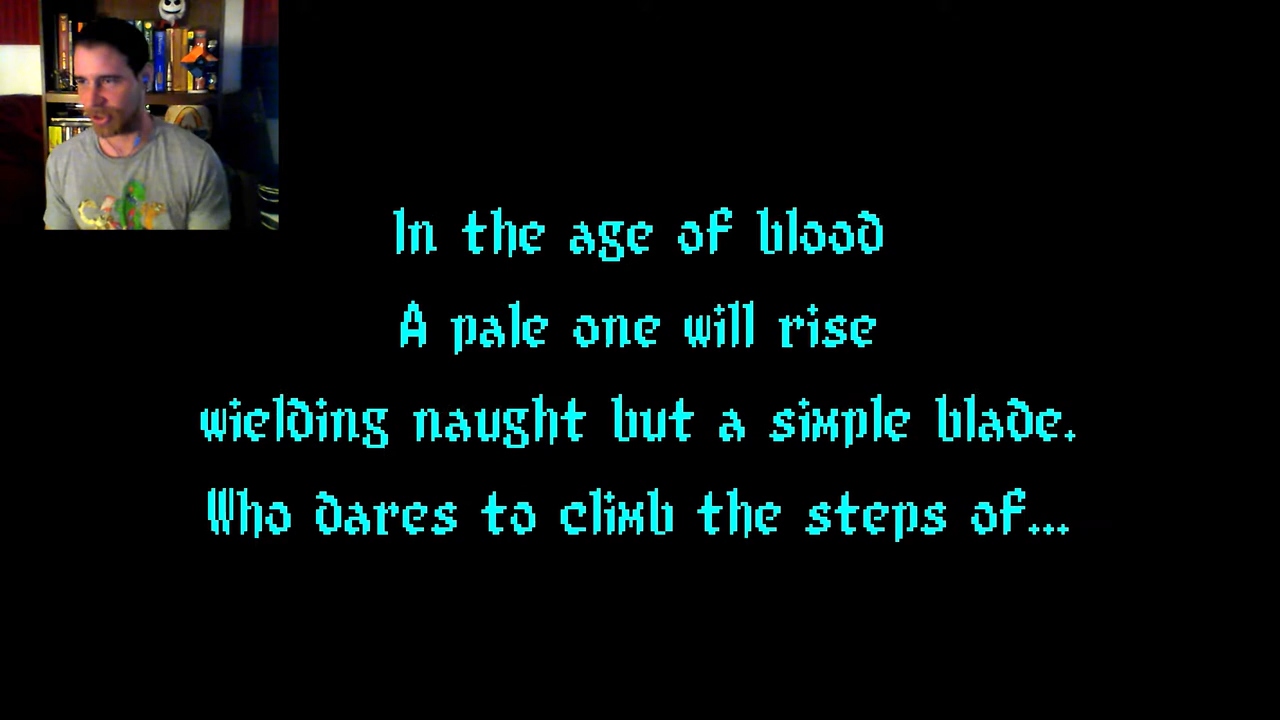 In the age of blood
A pale one will rise
wielding naught but a simple blade.
Who dares to climb the steps of...